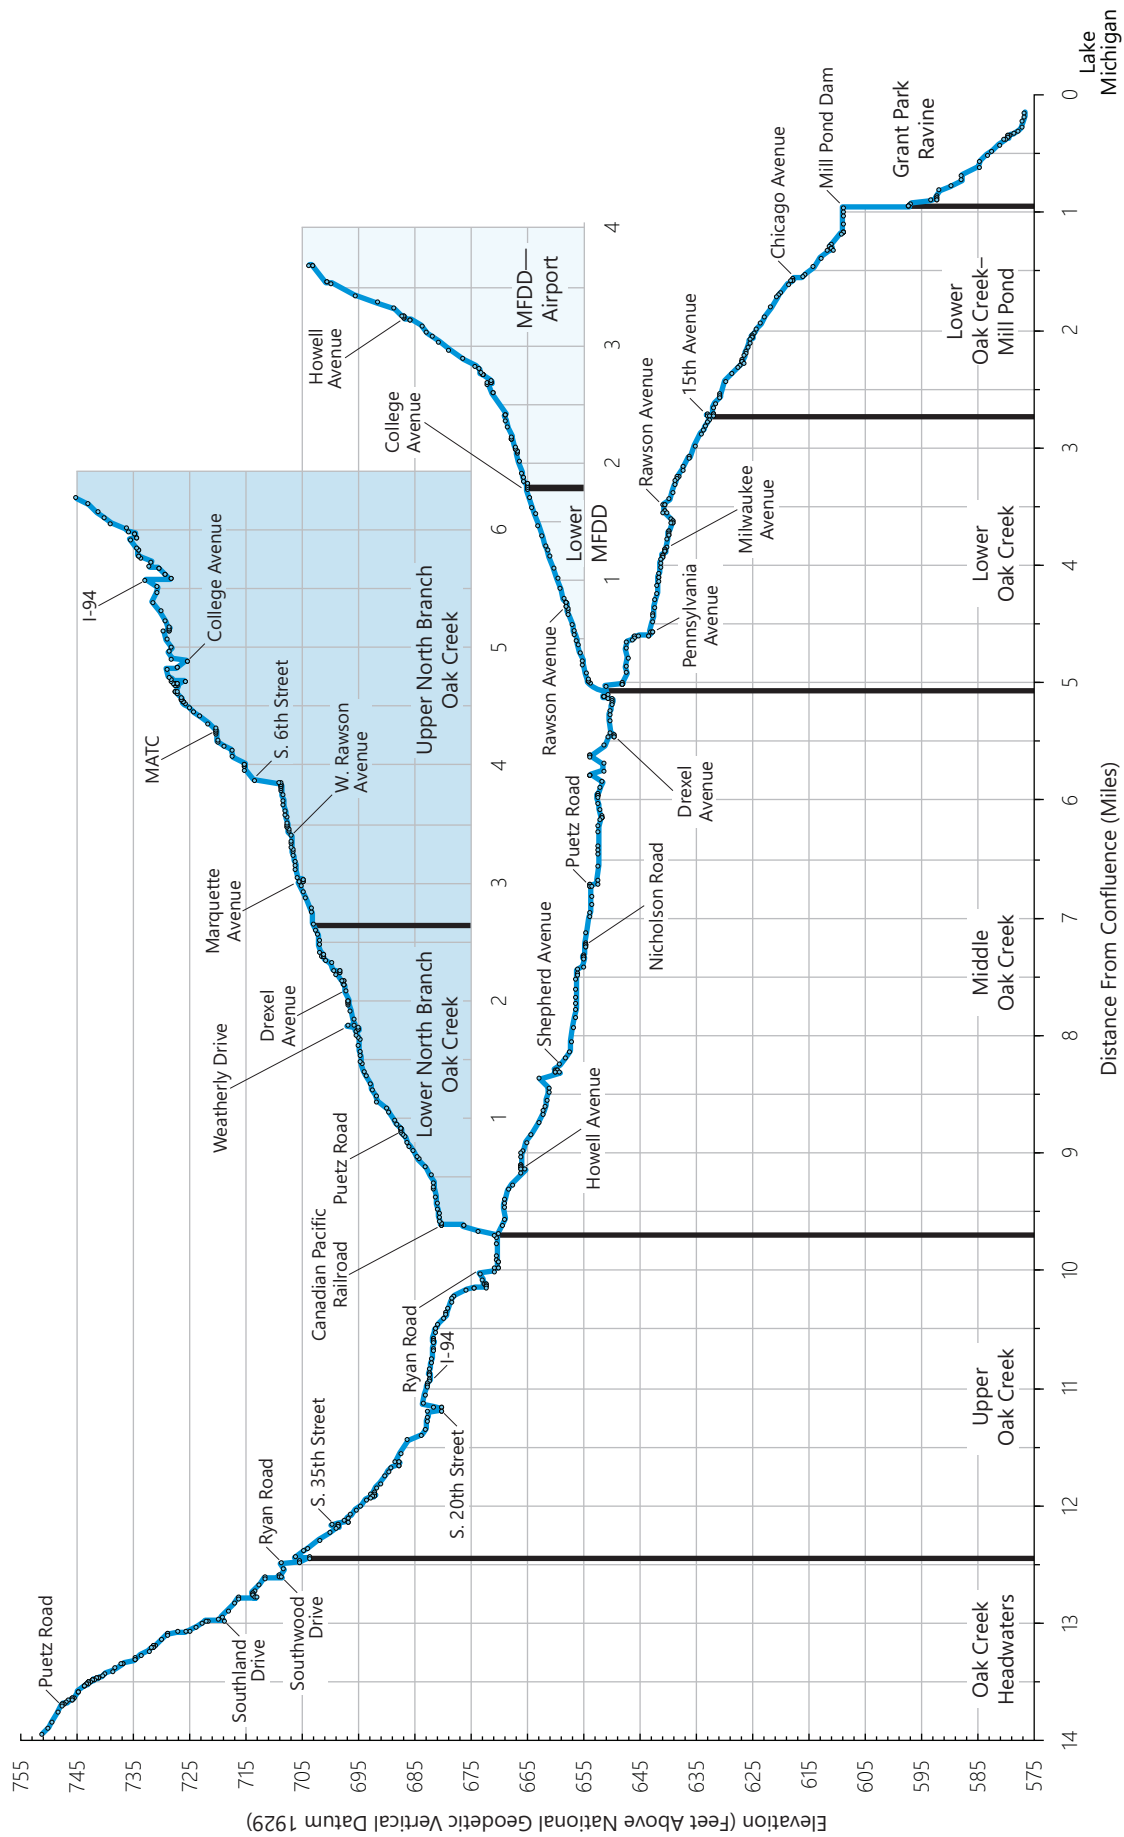 Elevation (Feet Above National Geodetic Vertical Datum 1929)
755
745
735
725
715
705
695
685
675
665
655
645
635
625
615
605
595
585
575
14
13
12
11
10
9
8
7
6
5
4
3
2
1
0
Lake
Michigan
Distance From Confluence (Miles)
Puetz Road
Southland
Drive
Southwood
Drive
Ryan Road
S. 35th Street
S. 20th Street
I-94
Ryan Road
Canadian Pacific
Railroad
Puetz Road
Weatherly Drive
Drexel
Avenue
Marquette
Avenue
W. Rawson
Avenue
S. 6th Street
MATC
College Avenue
I-94
Lower North Branch
Oak Creek
Upper North Branch
Oak Creek
1
2
3
4
5
6
Howell Avenue
Shepherd Avenue
Nicholson Road
Puetz Road
Drexel
Avenue
Rawson Avenue
College
Avenue
Howell
Avenue
Lower
MFDD
MFDD—
Airport
1
2
3
4
Pennsylvania
Avenue
Milwaukee
Avenue
Rawson Avenue
15th Avenue
Chicago Avenue
Mill Pond Dam
Grant Park
Ravine
Oak Creek
Headwaters
Upper
Oak Creek
Middle
Oak Creek
Lower
Oak Creek
Lower
Oak Creek–
Mill Pond